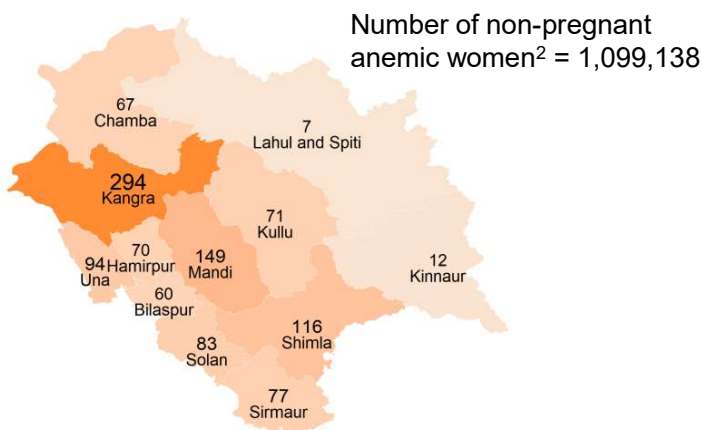 Number of non-pregnant
anemic women² = 1,099,138
67
Chamba
7
Lahul and Spiti
294
Kangra
71
Kullu
149
Mandi
12
Kinnaur
94
Una
70
Hamirpur
60
Bilaspur
116
Shimla
83
Solan
77
Sirmaur